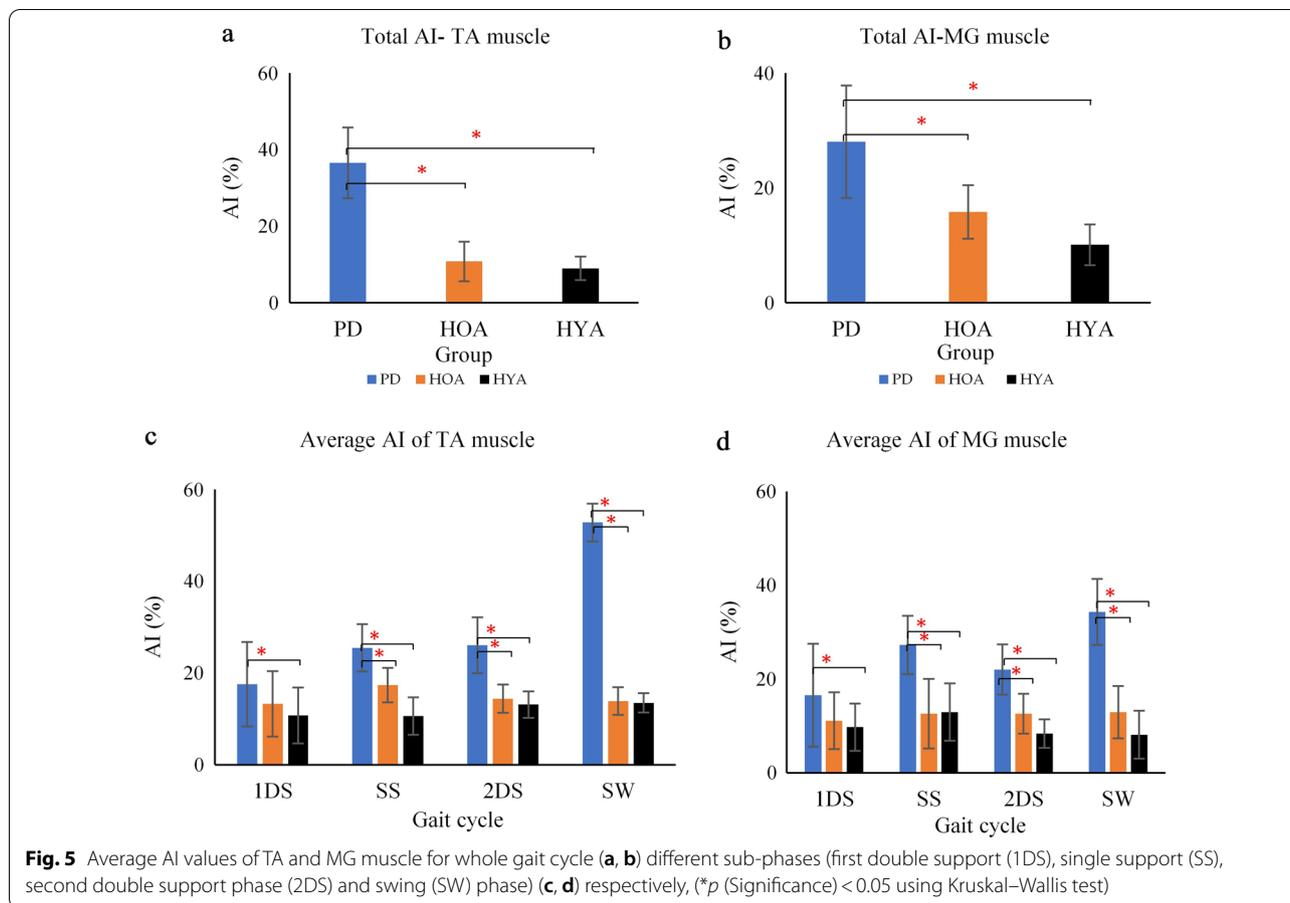 a
Total AI- TA muscle
60
40
20
0
AI (%)
*
*
PD HOA HYA
Group
PD HOA HYA
b
Total AI-MG muscle
40
20
0
AI (%)
*
*
PD HOA HYA
Group
PD HOA HYA
c
Average AI of TA muscle
60
40
20
0
AI (%)
*
*
*
*
*
*
*
1DS SS 2DS SW
Gait cycle
d
Average AI of MG muscle
60
40
20
0
AI (%)
*
*
*
*
*
*
*
1DS SS 2DS SW
Gait cycle
Fig. 5 Average AI values of TA and MG muscle for whole gait cycle (a, b) different sub-phases (first double support (1DS), single support (SS),
second double support phase (2DS) and swing (SW) phase) (c, d) respectively, (*p (Significance) < 0.05 using Kruskal–Wallis test)